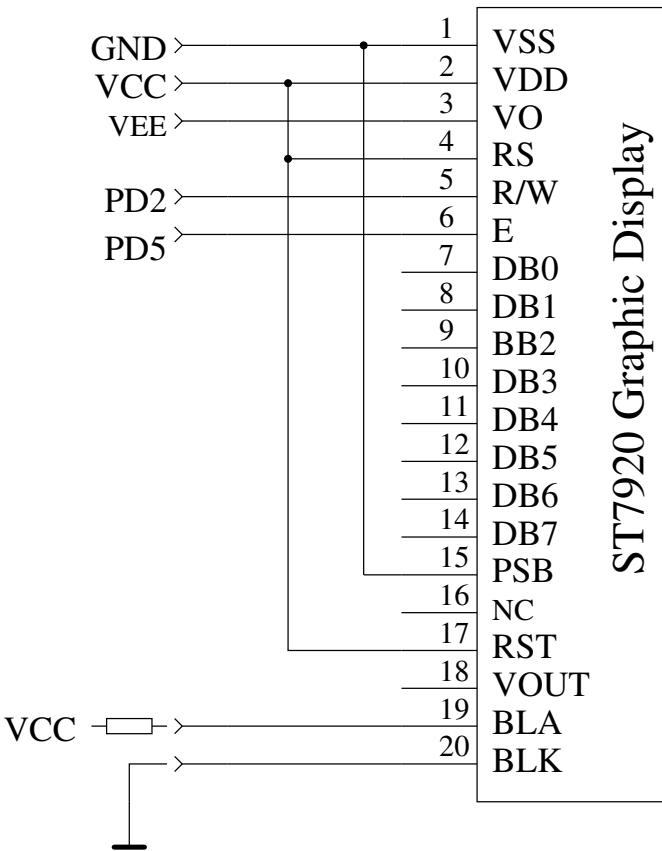 GND 1 VSS
VCC 2 VDD
VEE 3 VO
4 RS
PD2 5 R/W
PD5 6 E
7 DB0
8 DB1
9 BB2
10 DB3
11 DB4
12 DB5
13 DB6
14 DB7
15 PSB
16 NC
17 RST
18 VOUT
VCC 19 BLA
20 BLK
ST7920 Graphic Display